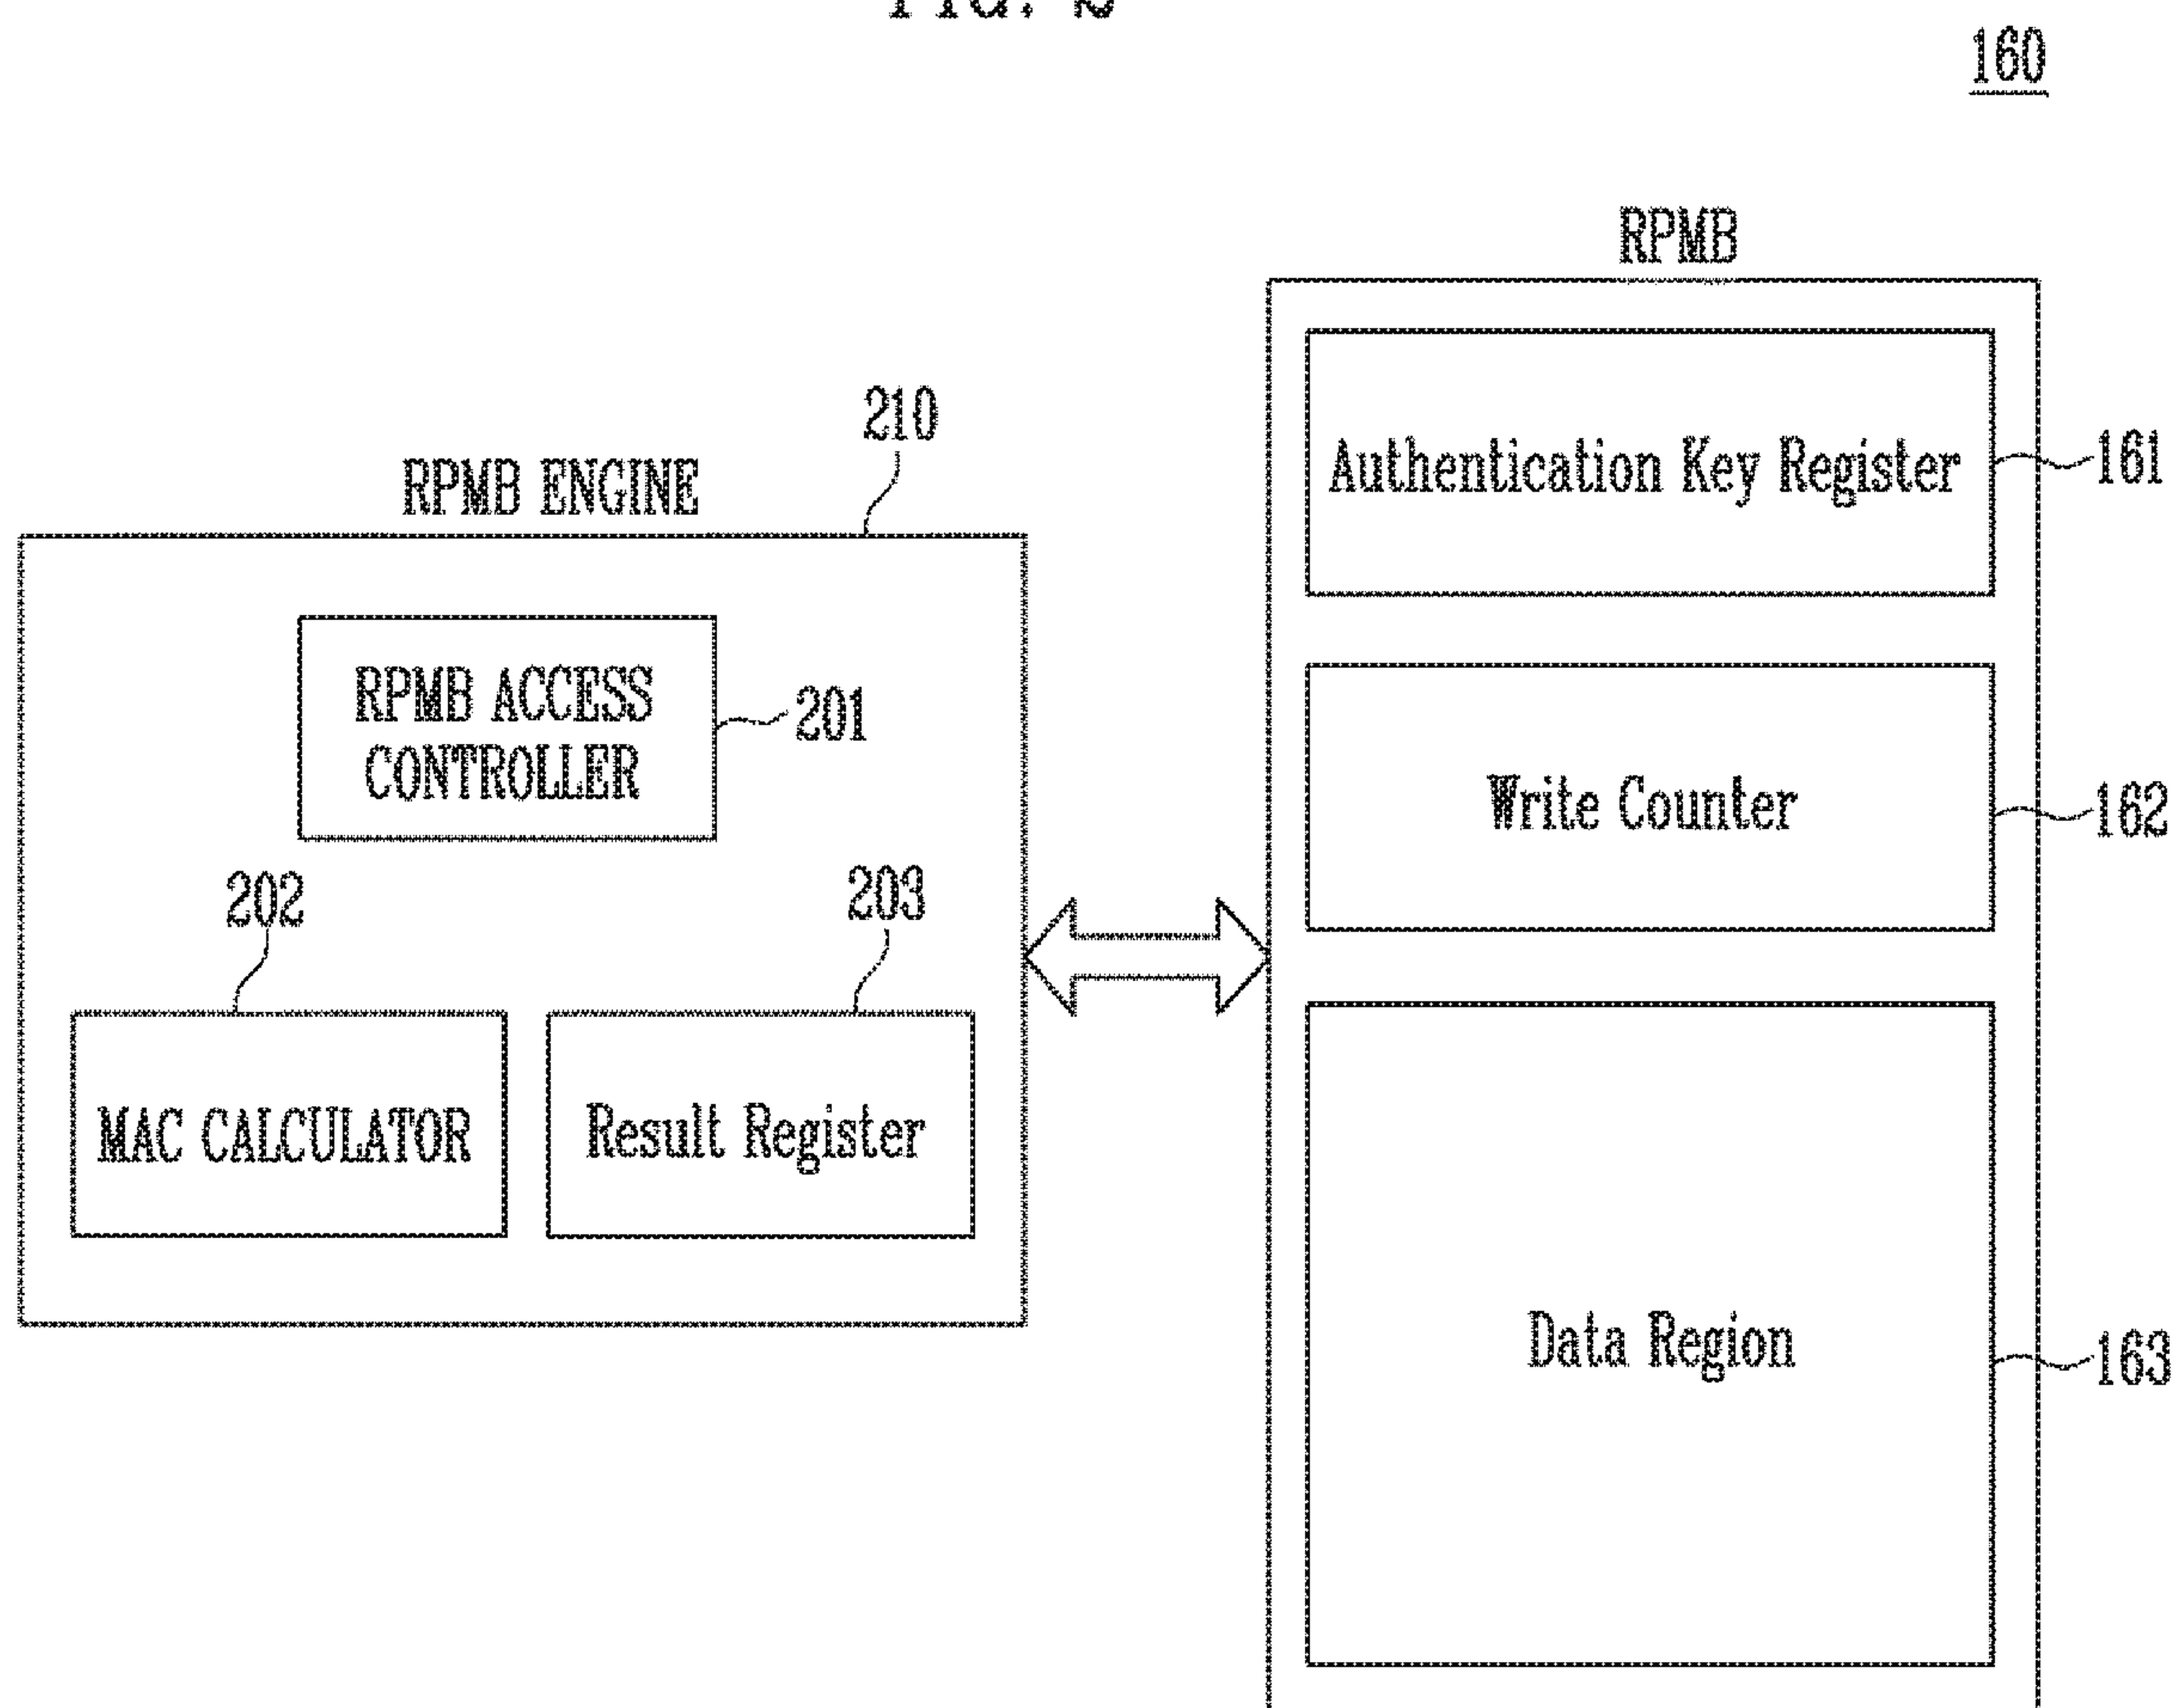 160
RPMB
210
RPMB ENGINE
Authentication Key Register
161
RPMB ACCESS
CONTROLLER
201
Write Counter
162
202
203
MAC CALCULATOR
Result Register
Data Region
163